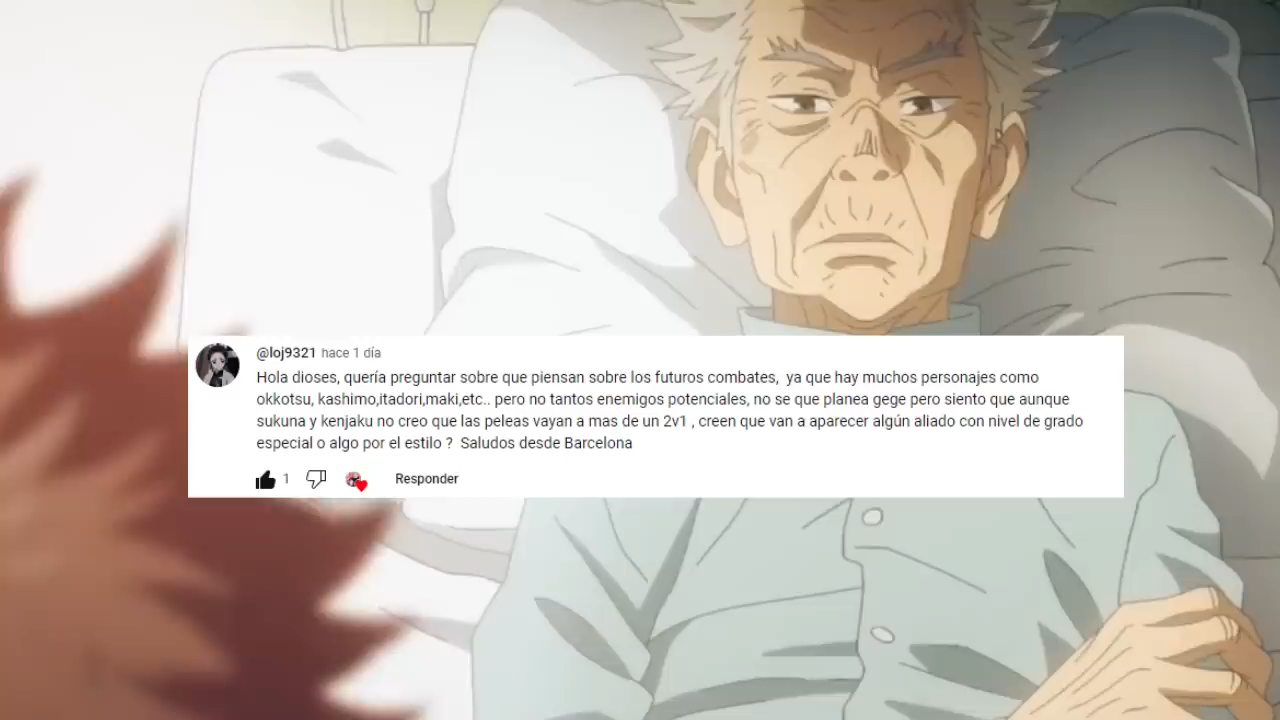 @loj9321 hace 1 día
Hola dioses, quería preguntar sobre que piensan sobre los futuros combates,  ya que hay muchos personajes como
okkotsu, kashimo,itadori,maki,etc.. pero no tantos enemigos potenciales, no se que planea gege pero siento que aunque
sukuna y kenjaku no creo que las peleas vayan a mas de un 2v1 , creen que van a aparecer algún aliado con nivel de grado
especial o algo por el estilo ?  Saludos desde Barcelona
1 Responder